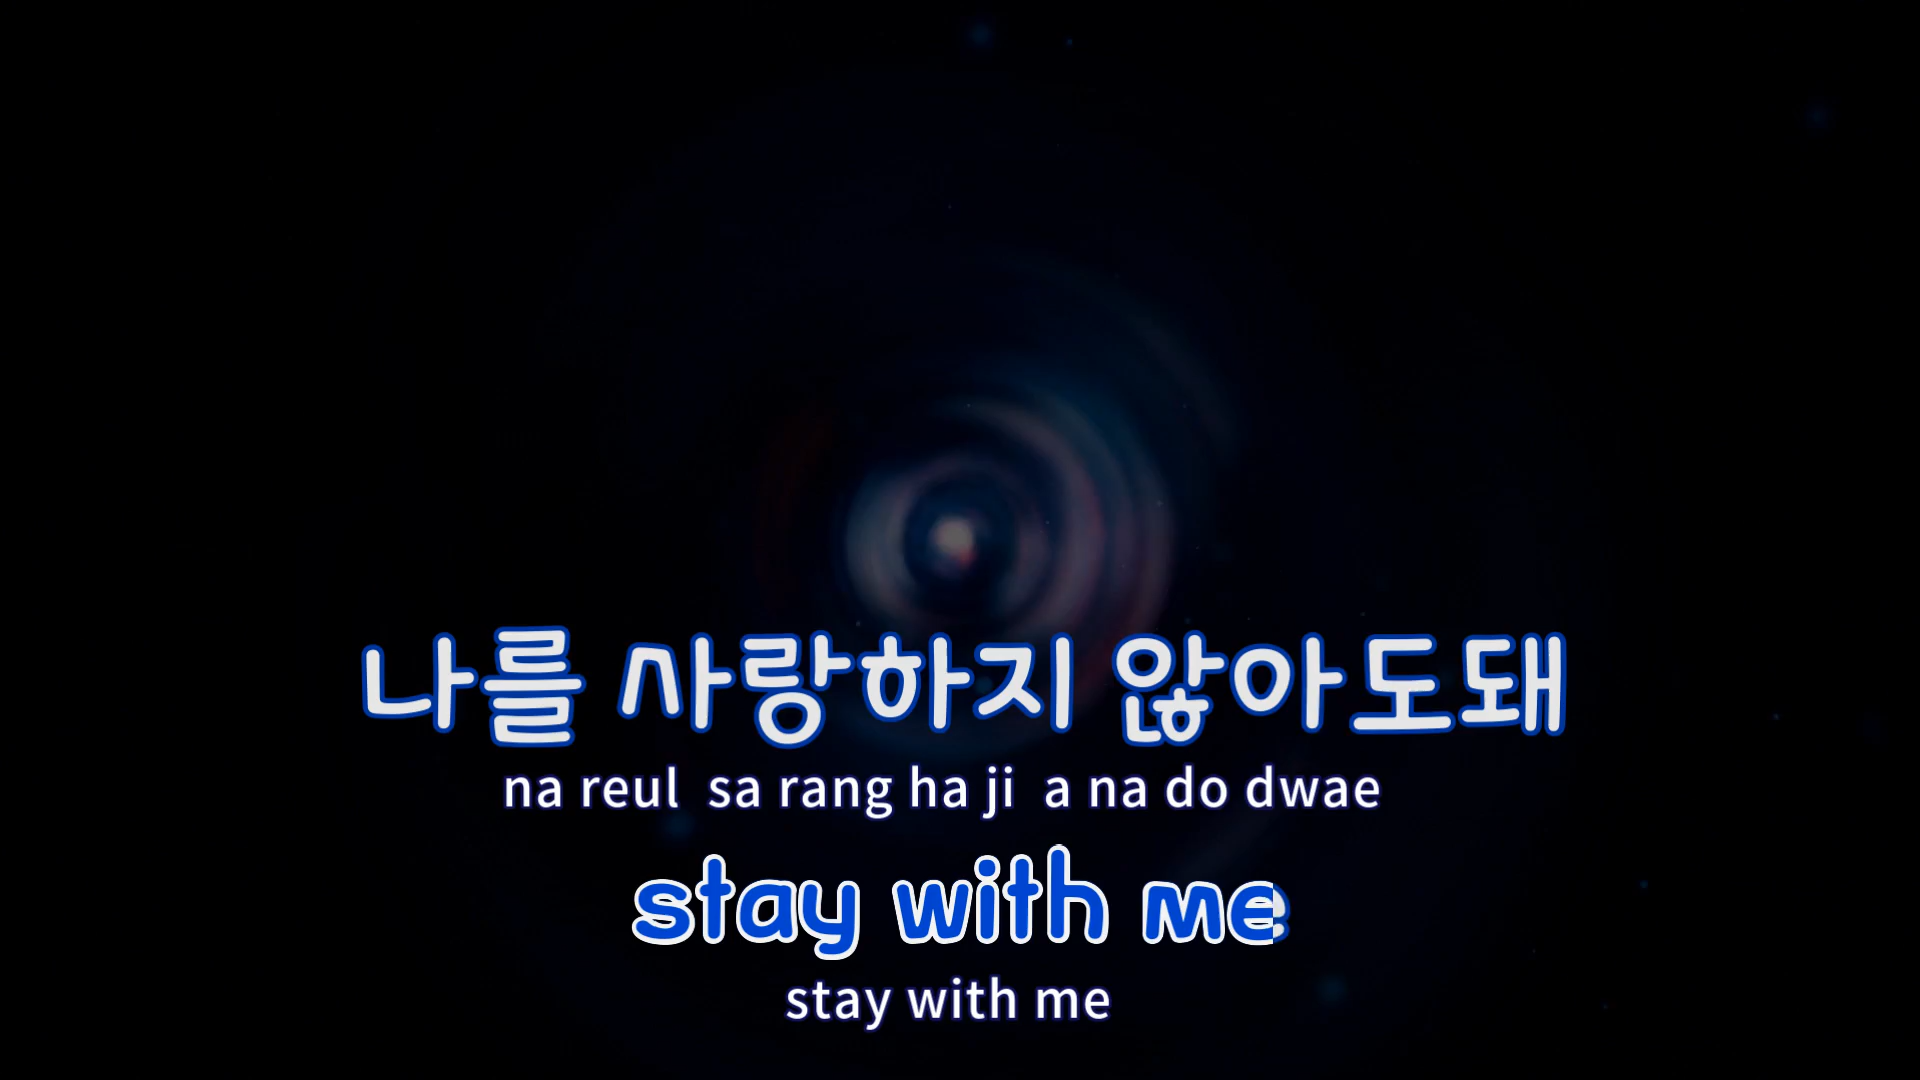 나를 사랑하지 않아도돼
na reul sa rang ha ji a na do dwae
stay with me
stay with me